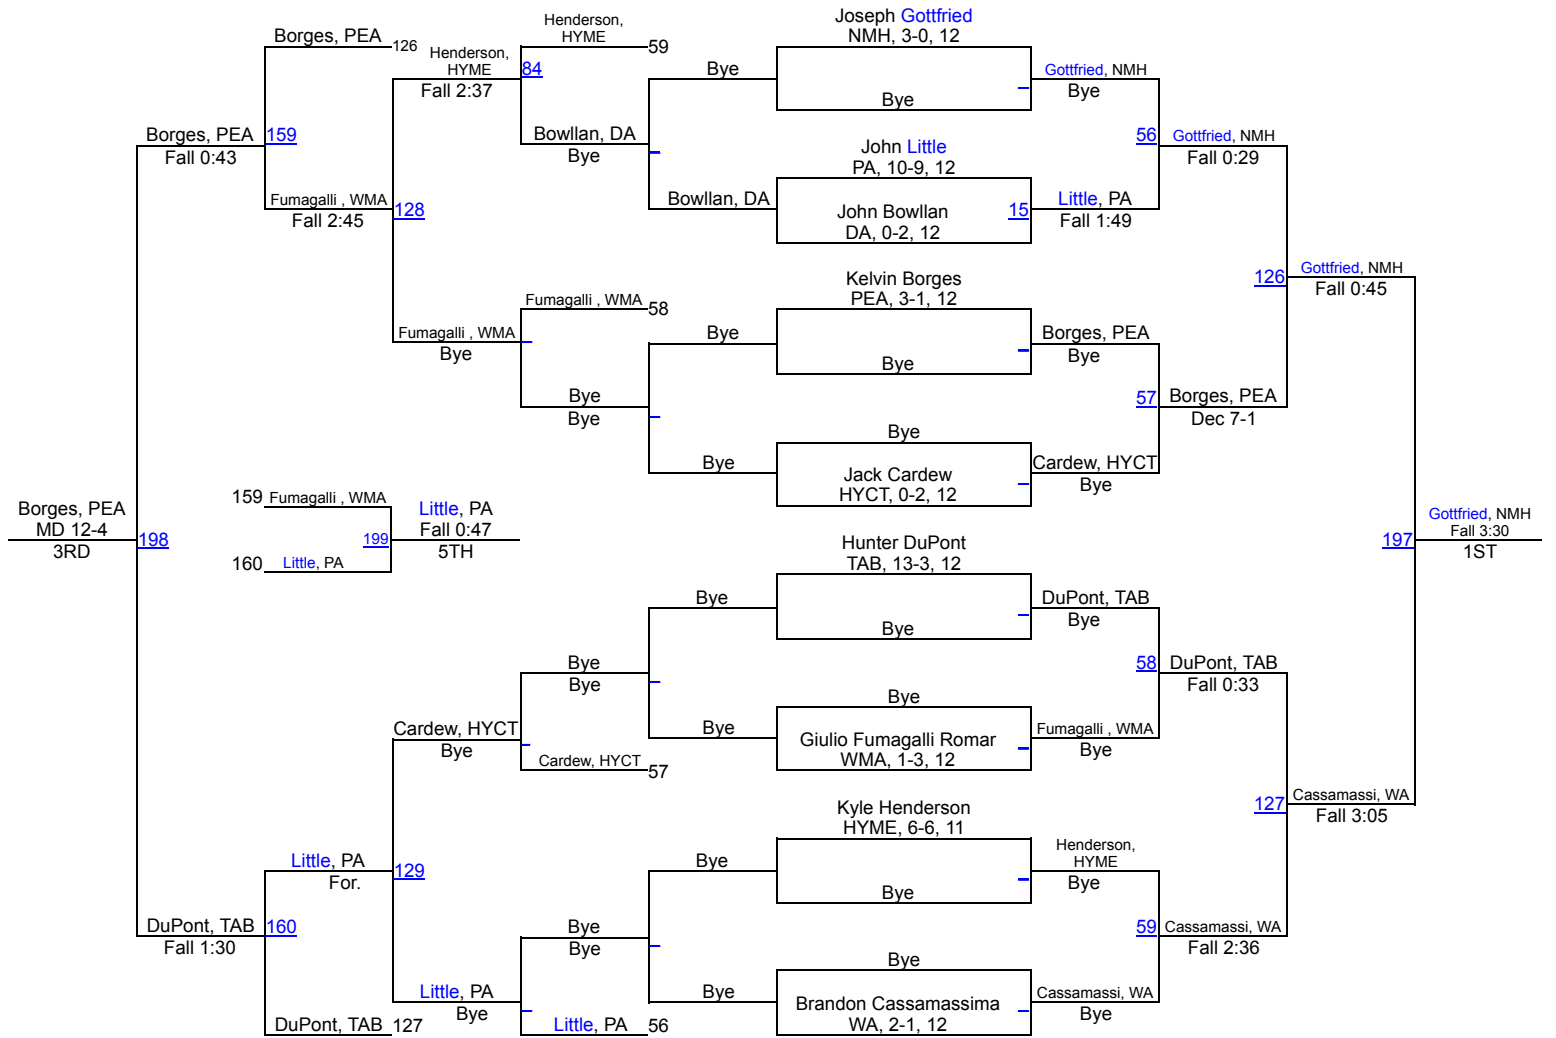 Joseph Gottfried
NMH, 3-0, 12
Bye
John Little
PA, 10-9, 12
John Bowllan
DA, 0-2, 12
15
Kelvin Borges
PEA, 3-1, 12
Bye
Bye
Jack Cardew
HYCT, 0-2, 12
Hunter DuPont
TAB, 13-3, 12
Bye
Bye
Giulio Fumagalli Romar
WMA, 1-3, 12
Kyle Henderson
HYME, 6-6, 11
Bye
Bye
Brandon Cassamassima
WA, 2-1, 12
Gottfried, NMH
Bye
Little, PA
Fall 1:49
Borges, PEA
Bye
Cardew, HYCT
Bye
DuPont, TAB
Bye
Fumagalli , WMA
Bye
Henderson,
HYME
Bye
Cassamassi, WA
Bye
56
Gottfried, NMH
Fall 0:29
57
Borges, PEA
Dec 7-1
58
DuPont, TAB
Fall 0:33
59
Cassamassi, WA
Fall 2:36
126
Gottfried, NMH
Fall 0:45
127
Cassamassi, WA
Fall 3:05
197
Gottfried, NMH
Fall 3:30
1ST
Bye
Bowllan, DA
Bye
Bye
Bye
Bye
Bye
Bye
Henderson,
HYME
59
Bowllan, DA
Bye
Fumagalli , WMA
58
Bye
Bye
Bye
Bye
Cardew, HYCT
57
Bye
Bye
Little, PA
56
Henderson,
HYME
84
Fall 2:37
Fumagalli , WMA
Bye
Cardew, HYCT
Bye
Little, PA
Bye
Borges, PEA
126
Fumagalli , WMA
128
Fall 2:45
Little, PA
129
For.
DuPont, TAB
127
Borges, PEA
159
Fall 0:43
DuPont, TAB
160
Fall 1:30
Borges, PEA
MD 12-4
198
3RD
159 Fumagalli , WMA
160 Little, PA
199
Little, PA
Fall 0:47
5TH